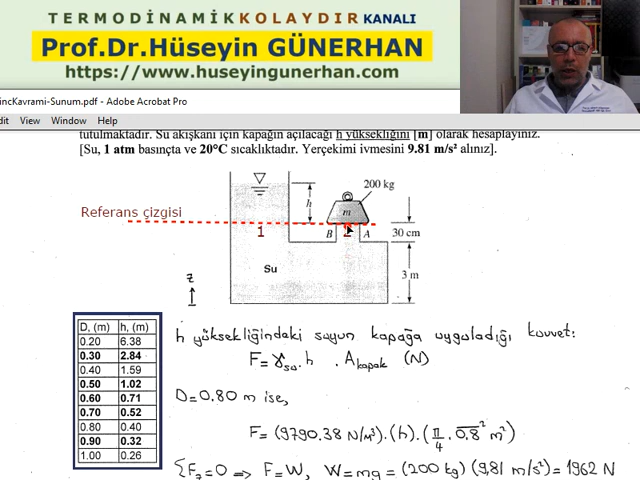 TERMODİNAMİKKOLAYDIR KANALI
Prof.Dr.Hüseyin GÜNERHAN
https://www.huseyingunerhan.com
incKavrami-Sunum.pdf - Adobe Acrobat Pro
dit View Window Help
tutulmaktadır. Su akışkanı için kapağın açılacağı h yüksekliğini [m] olarak hesaplayınız.
[Su, 1 atm basınçta ve 20°C sıcaklıktadır. Yerçekimi ivmesini 9.81 m/s² alınız].
200 kg
h
m
Referans çizgisi
1
B
2
A
30 cm
Su
3 m
z
D, (m) h, (m)
0.20 6.38
0.30 2.84
0.40 1.59
0.50 1.02
0.60 0.71
0.70 0.52
0.80 0.40
0.90 0.32
1.00 0.26
h yüksekliğindeki suyun kapağa uyguladığı kuvvet:
F = γsu . h . Akapak (N)
D = 0.80 m ise,
F = (9790.38 N/m³) . (h) . (π/4 . 0.8² m²)
ΣFz = 0 ⇒ F = W, W = mg = (200 kg) (9,81 m/s²) = 1962 N